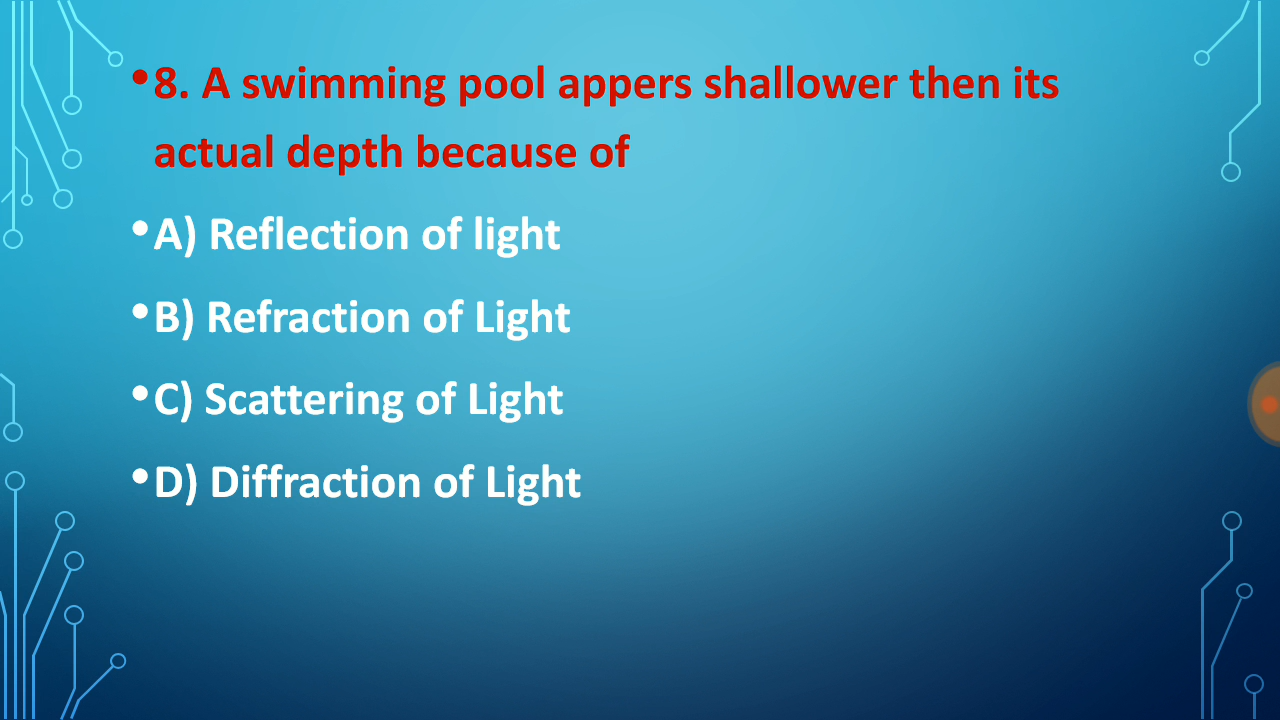 •8. A swimming pool appers shallower then its
actual depth because of
•A) Reflection of light
•B) Refraction of Light
•C) Scattering of Light
•D) Diffraction of Light